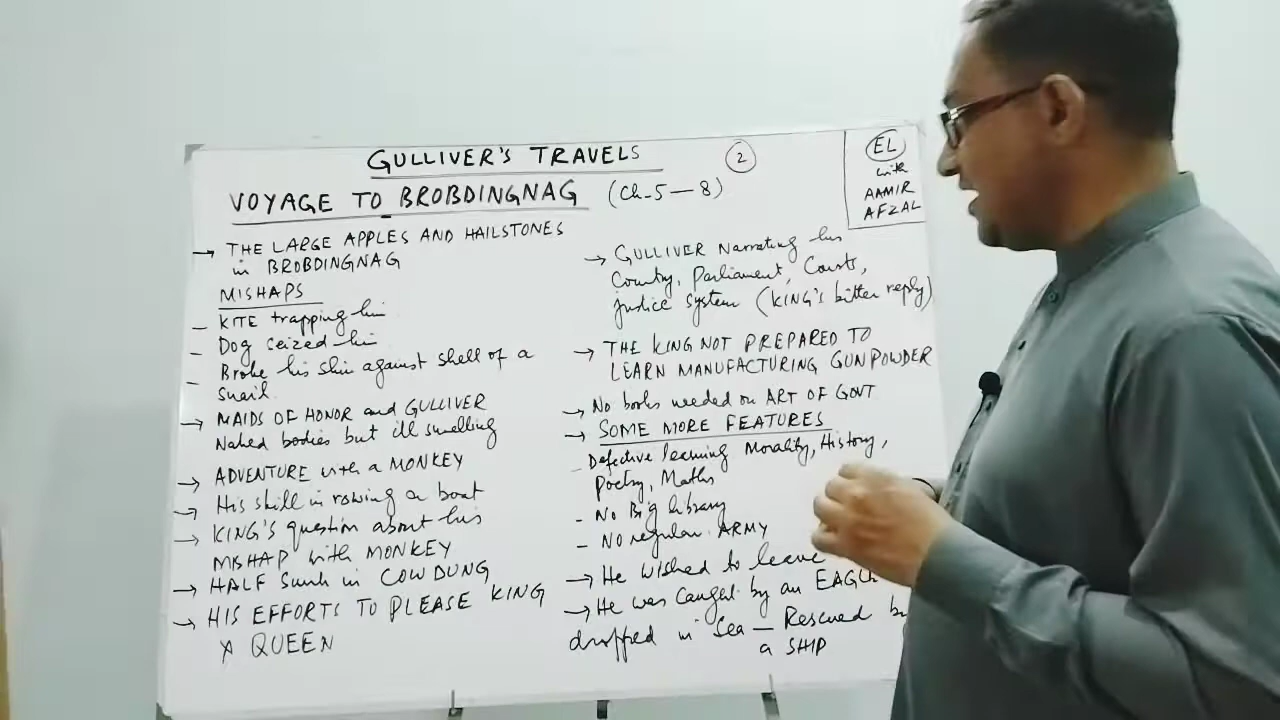 GULLIVER'S TRAVELS
2
VOYAGE TO BROBDINGNAG (Ch-5-8)
EL
with
AAMIR
AFZAL
→ THE LARGE APPLES AND HAILSTONES
in BROBDINGNAG
MISHAPS
- KITE trapping him
- Dog seized him
- Broke his shin against shell of a
snail.
→ MAIDS OF HONOR and GULLIVER
Naked bodies but ill smelling
→ ADVENTURE with a MONKEY
→ His skill in rowing a boat
→ KING'S question about his
MISHAP with MONKEY
→ HALF Sunk in COWDUNG
→ HIS EFFORTS TO PLEASE KING
& QUEEN
→ GULLIVER Narrating his
Country, Parliament, Courts,
justice system (KING's bitter reply)
→ THE KING NOT PREPARED TO
LEARN MANUFACTURING GUNPOWDER
→ No books needed on ART OF GOVT
→ SOME MORE FEATURES
- Defective learning Morality, History,
Poetry, Maths
- No Big library
- NO regular ARMY
→ He wished to leave
→ He was caught by an EAGLE
dropped in Sea — Rescued by
a SHIP